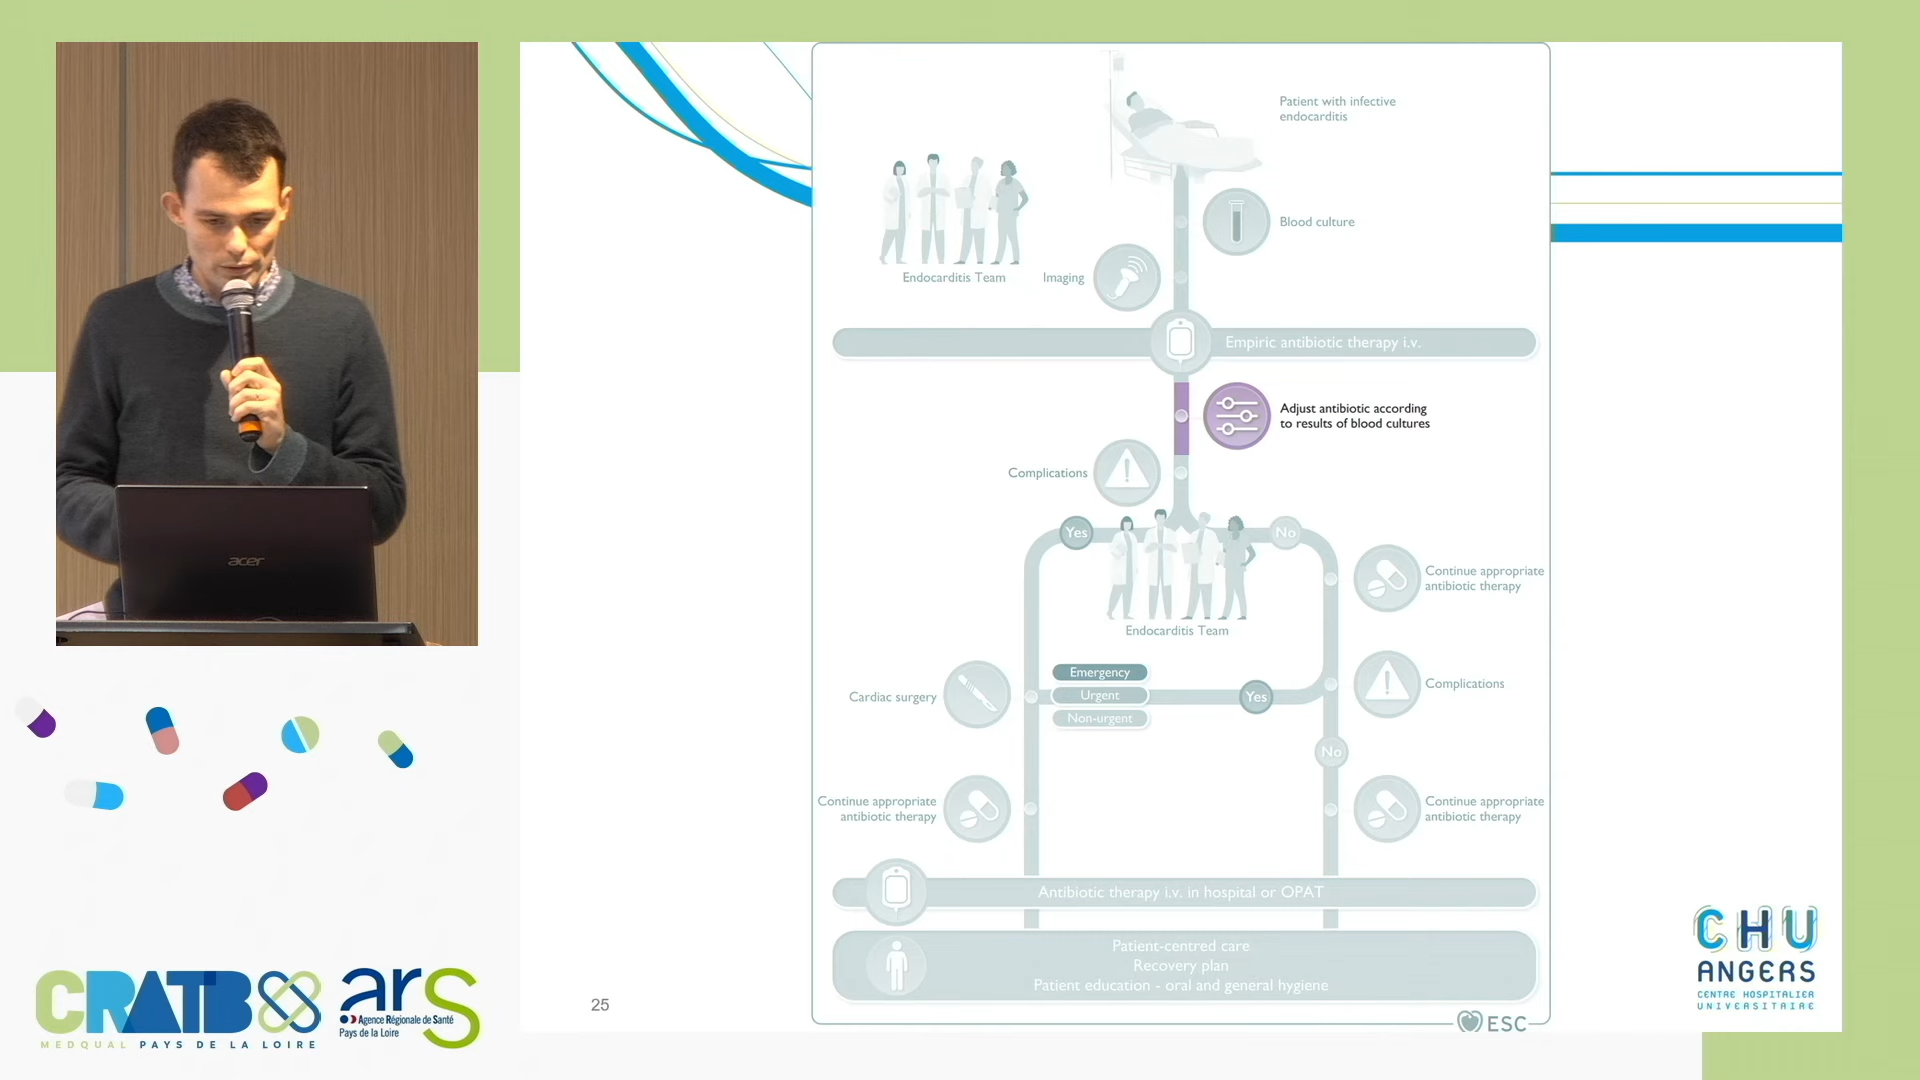 Patient with infective
endocarditis
Blood culture
Endocarditis Team
Imaging
Empiric antibiotic therapy i.v.
Adjust antibiotic according
to results of blood cultures
Complications
Yes
No
Continue appropriate
antibiotic therapy
Endocarditis Team
Emergency
Urgent
Non-urgent
Yes
Cardiac surgery
Complications
No
Continue appropriate
antibiotic therapy
Continue appropriate
antibiotic therapy
Antibiotic therapy i.v. in hospital or OPAT
Patient-centred care
Recovery plan
Patient education - oral and general hygiene
ESC
25
acer
CRATB
MEDQUAL PAYS DE LA LOIRE
ars
Agence Régionale de Santé
Pays de la Loire
CHU
ANGERS
CENTRE HOSPITALIER
UNIVERSITAIRE